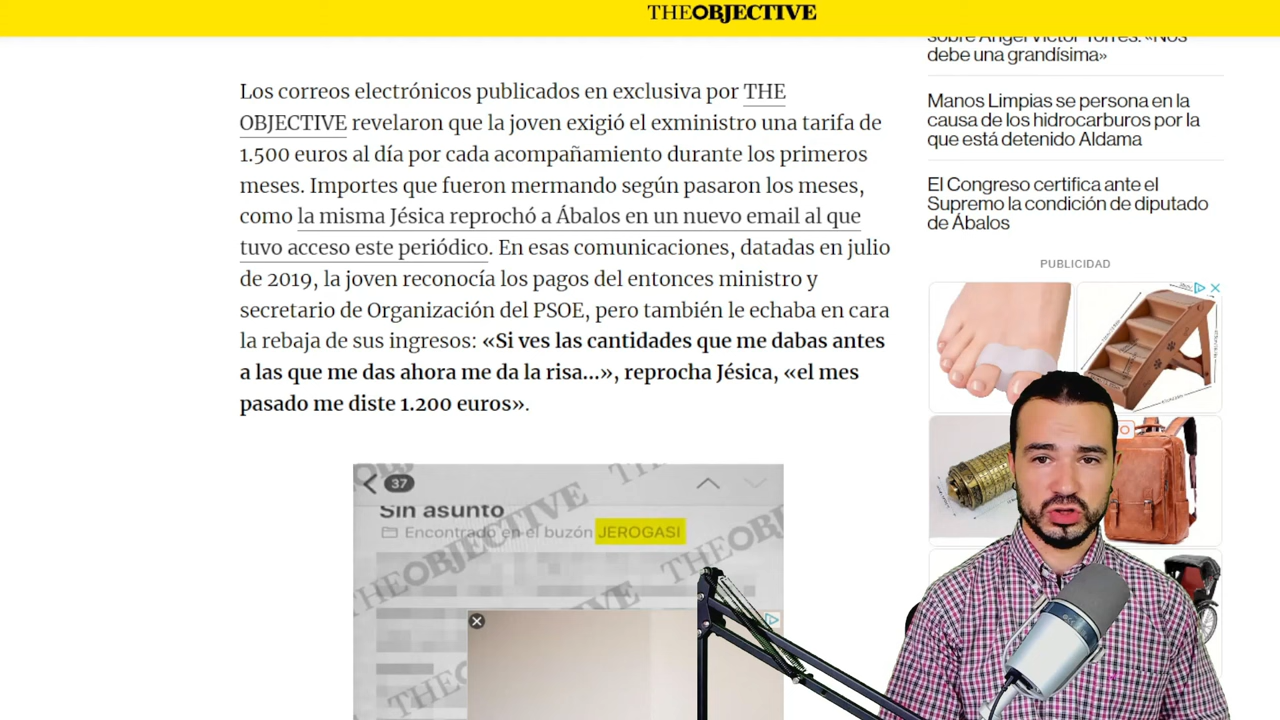 THEOBJECTIVE
Los correos electrónicos publicados en exclusiva por THE
OBJECTIVE revelaron que la joven exigió el exministro una tarifa de
1.500 euros al día por cada acompañamiento durante los primeros
meses. Importes que fueron mermando según pasaron los meses,
como la misma Jésica reprochó a Ábalos en un nuevo email al que
tuvo acceso este periódico. En esas comunicaciones, datadas en julio
de 2019, la joven reconocía los pagos del entonces ministro y
secretario de Organización del PSOE, pero también le echaba en cara
la rebaja de sus ingresos: «Si ves las cantidades que me dabas antes
a las que me das ahora me da la risa...», reprocha Jésica, «el mes
pasado me diste 1.200 euros».
37
Sin asunto
Encontrado en el buzón JEROGASI
THEOBJECTIVE
THEOBJECTIVE
sobre Ángel Víctor Torres: «Nos
debe una grandísima»
Manos Limpias se persona en la
causa de los hidrocarburos por la
que está detenido Aldama
El Congreso certifica ante el
Supremo la condición de diputado
de Ábalos
PUBLICIDAD